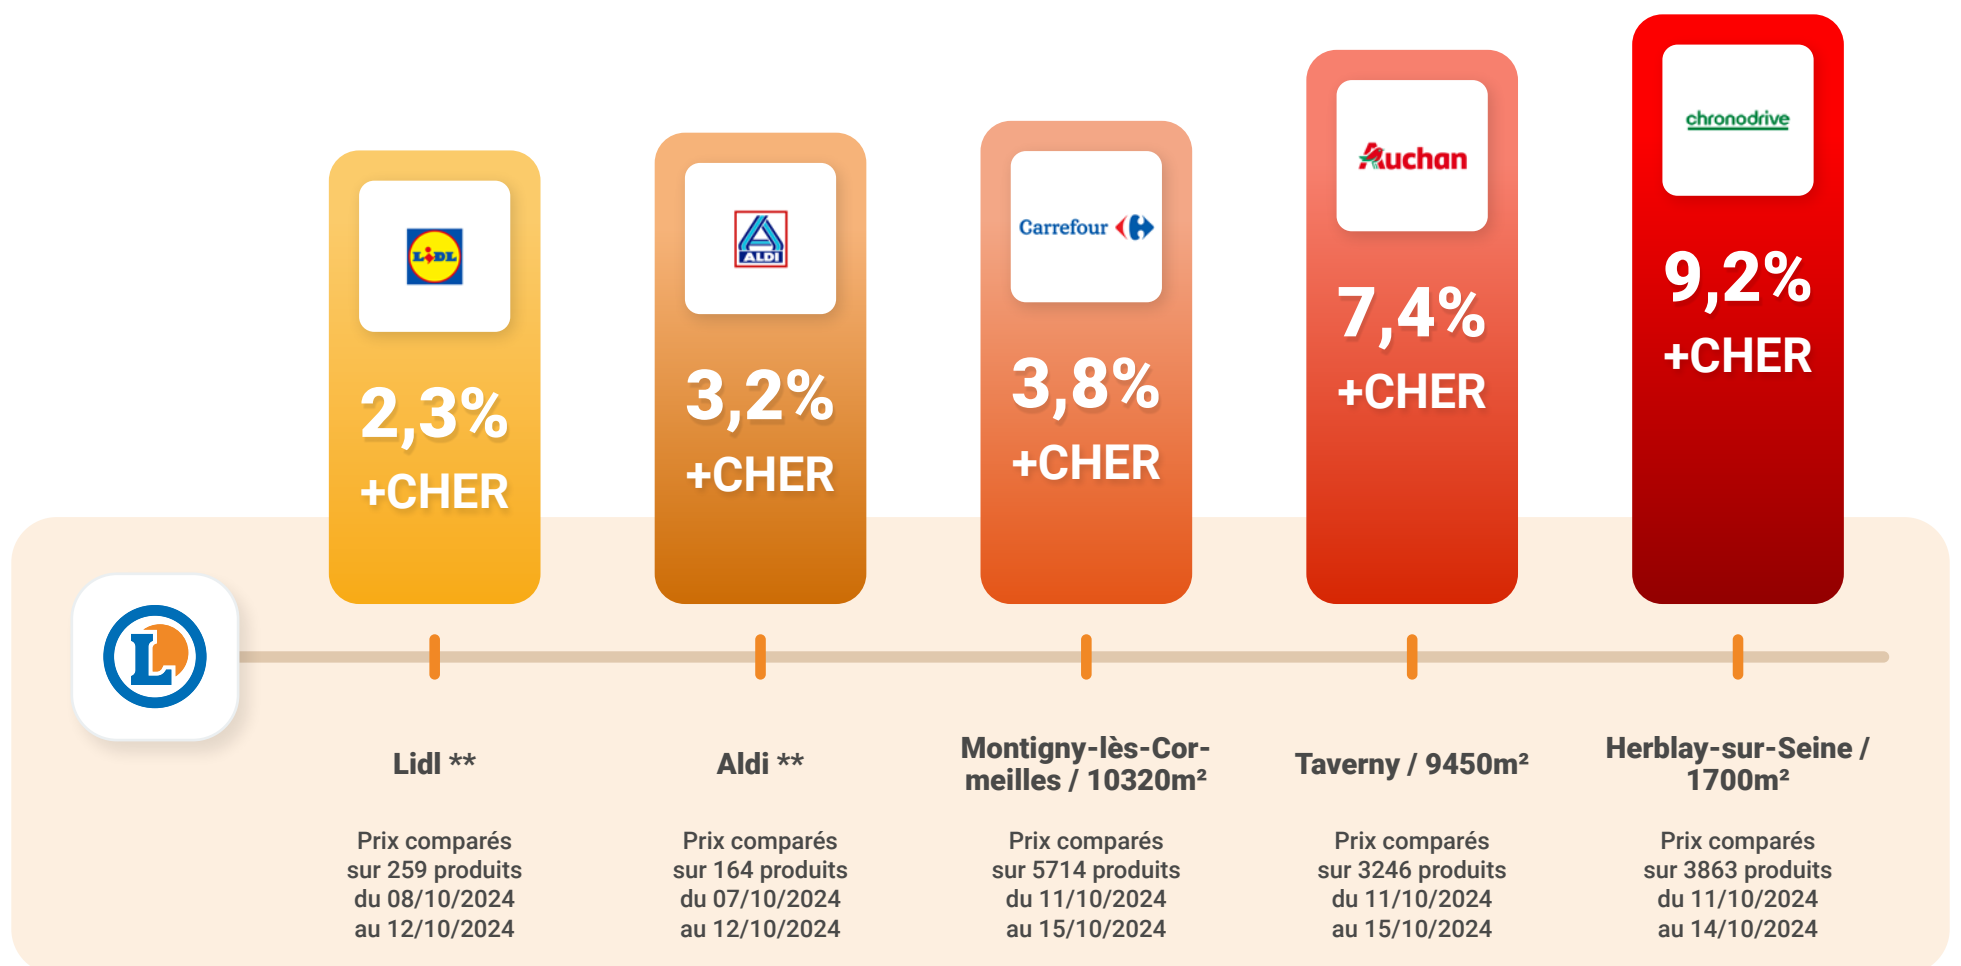 LIDL
2,3%
+CHER
ALDI
3,2%
+CHER
Carrefour
3,8%
+CHER
Auchan
7,4%
+CHER
chronodrive
9,2%
+CHER
L
Lidl **
Prix comparés
sur 259 produits
du 08/10/2024
au 12/10/2024
Aldi **
Prix comparés
sur 164 produits
du 07/10/2024
au 12/10/2024
Montigny-lès-Cor-
meilles / 10320m²
Prix comparés
sur 5714 produits
du 11/10/2024
au 15/10/2024
Taverny / 9450m²
Prix comparés
sur 3246 produits
du 11/10/2024
au 15/10/2024
Herblay-sur-Seine /
1700m²
Prix comparés
sur 3863 produits
du 11/10/2024
au 14/10/2024